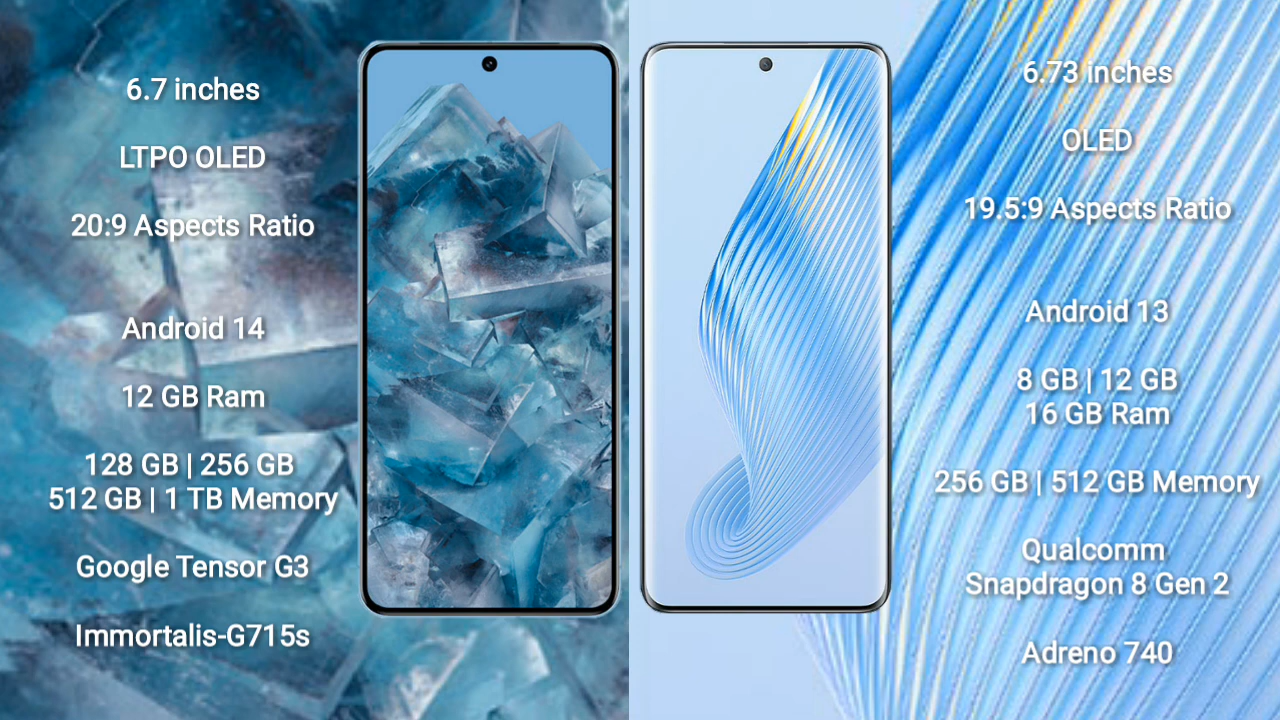 6.7 inches
LTPO OLED
20:9 Aspects Ratio
Android 14
12 GB Ram
128 GB | 256 GB
512 GB | 1 TB Memory
Google Tensor G3
Immortalis-G715s
6.73 inches
OLED
19.5:9 Aspects Ratio
Android 13
8 GB | 12 GB
16 GB Ram
256 GB | 512 GB Memory
Qualcomm
Snapdragon 8 Gen 2
Adreno 740